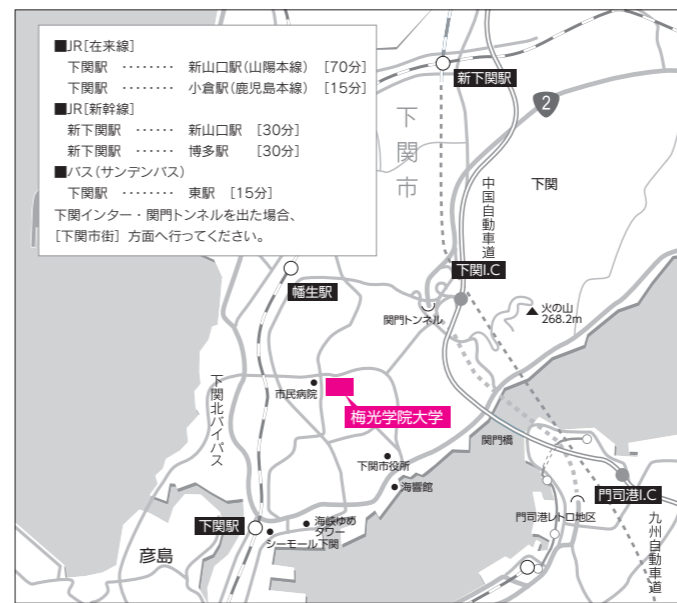 ■JR[在来線]
下関駅 ‥‥‥‥ 新山口駅(山陽本線) [70分]
下関駅 ‥‥‥‥ 小倉駅(鹿児島本線) [15分]
■JR[新幹線]
新下関駅 ‥‥‥ 新山口駅 [30分]
新下関駅 ‥‥‥ 博多駅 [30分]
■バス(サンデンバス)
下関駅 ‥‥‥‥ 東駅 [15分]
下関インター・関門トンネルを出た場合、
[下関市街] 方面へ行ってください。
新下関駅
2
下関市
下関
中国自動車道
下関I.C
幡生駅
関門トンネル
▲火の山
268.2m
市民病院
梅光学院大学
下関北バイパス
関門橋
下関市役所
海響館
門司港I.C
門司港レトロ地区
下関駅
海峡ゆめ
タワー
シーモール下関
彦島
九州自動車道